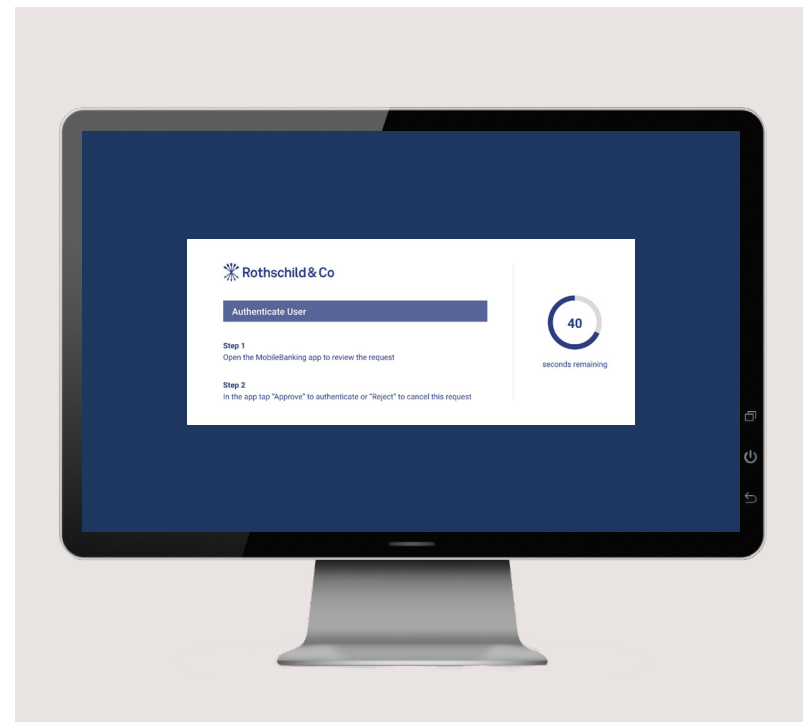 Rothschild & Co
Authenticate User
Step 1
Open the MobileBanking app to review the request
Step 2
In the app tap “Approve” to authenticate or “Reject” to cancel this request
40
seconds remaining